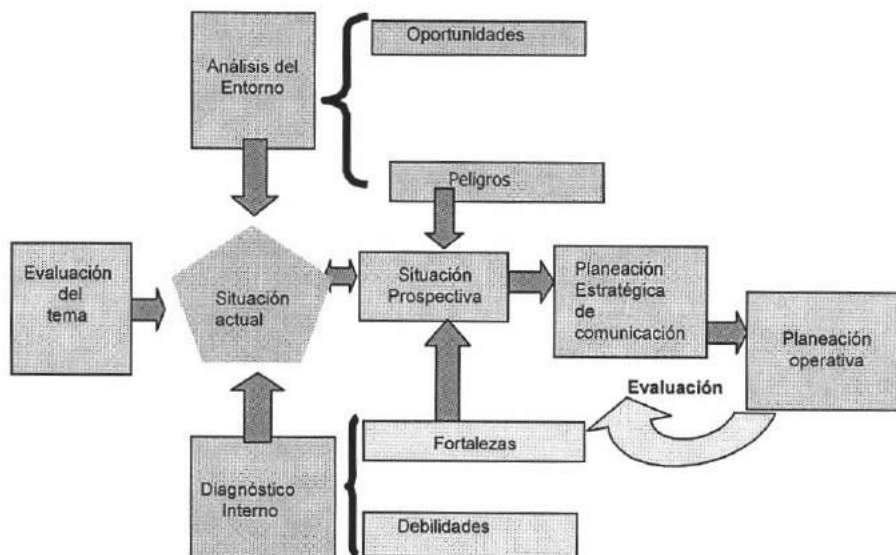 Oportunidades
Análisis del
Entorno
Peligros
Evaluación
del
tema
Situación
actual
Situación
Prospectiva
Planeación
Estratégica
de
comunicación
Planeación
operativa
Evaluación
Fortalezas
Diagnóstico
Interno
Debilidades